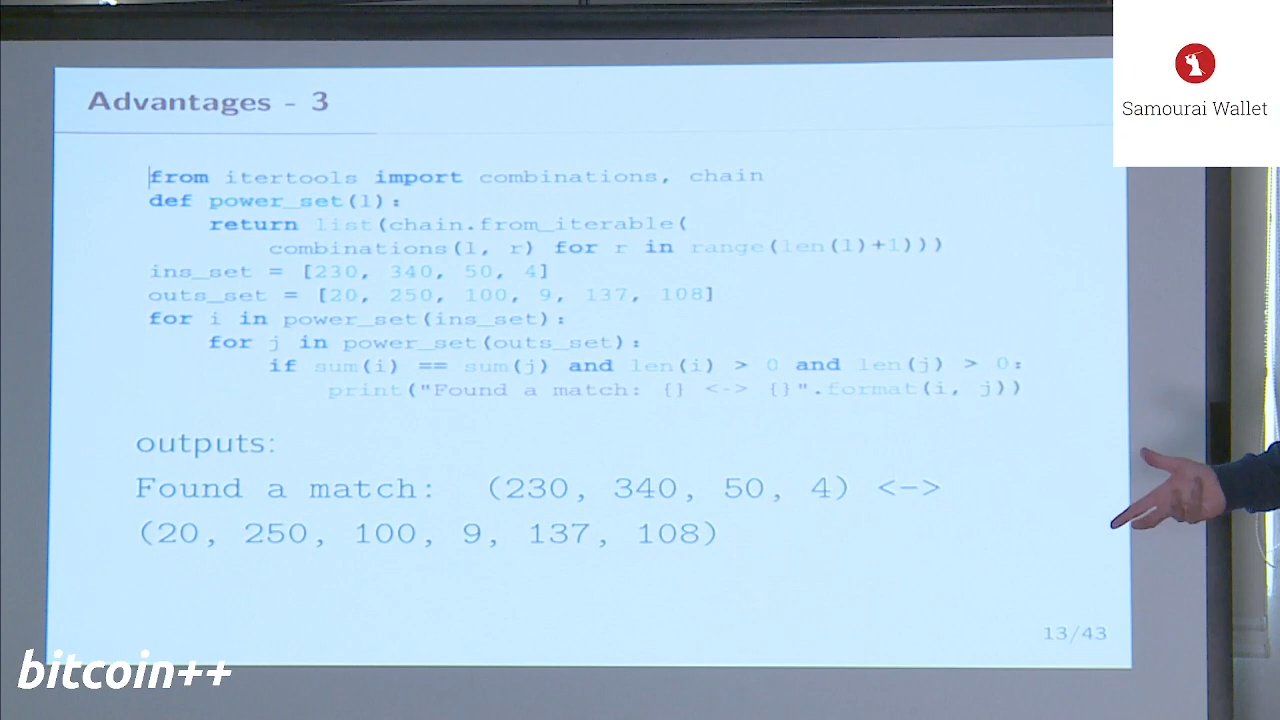 Advantages - 3
Samourai Wallet
from itertools import combinations, chain
def power_set(l):
return list(chain.from_iterable(
combinations(l, r) for r in range(len(l)+1)))
ins_set = [230, 340, 50, 4]
outs_set = [20, 250, 100, 9, 137, 108]
for i in power_set(ins_set):
for j in power_set(outs_set):
if sum(i) == sum(j) and len(i) > 0 and len(j) > 0:
print("Found a match: {} <-> {}".format(i, j))
outputs:
Found a match: (230, 340, 50, 4) <->
(20, 250, 100, 9, 137, 108)
13/43
bitcoin++